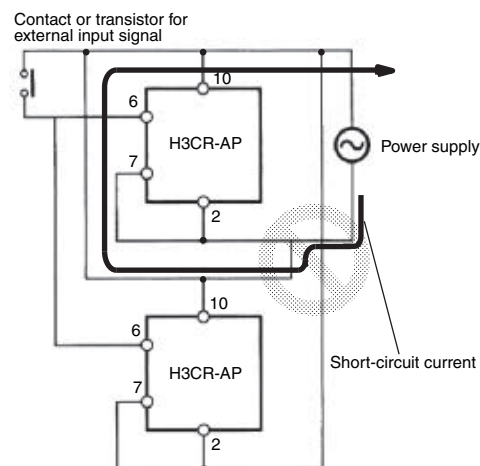 Contact or transistor for
external input signal
10
6
H3CR-AP
7
2
Power supply
10
6
H3CR-AP
7
2
Short-circuit current